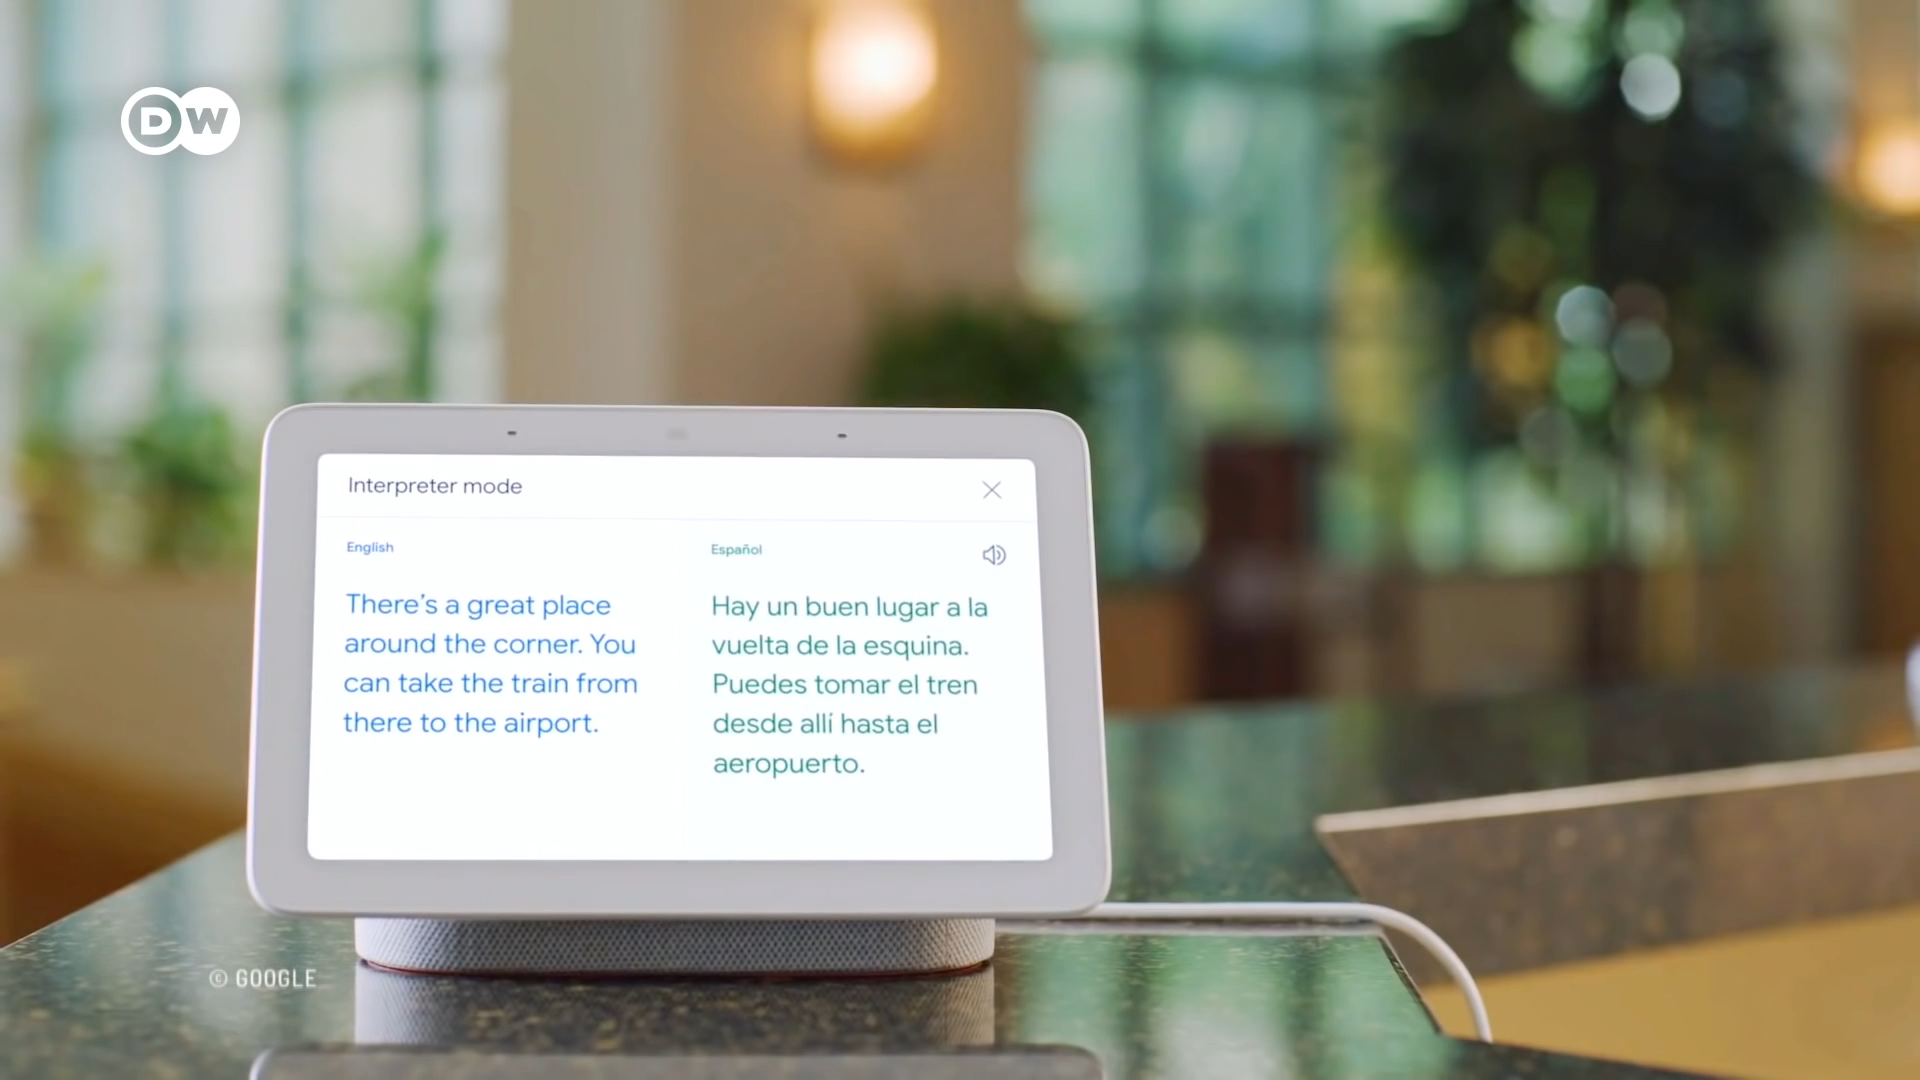 DW
Interpreter mode
English
There's a great place
around the corner. You
can take the train from
there to the airport.
Español
Hay un buen lugar a la
vuelta de la esquina.
Puedes tomar el tren
desde allí hasta el
aeropuerto.
© GOOGLE